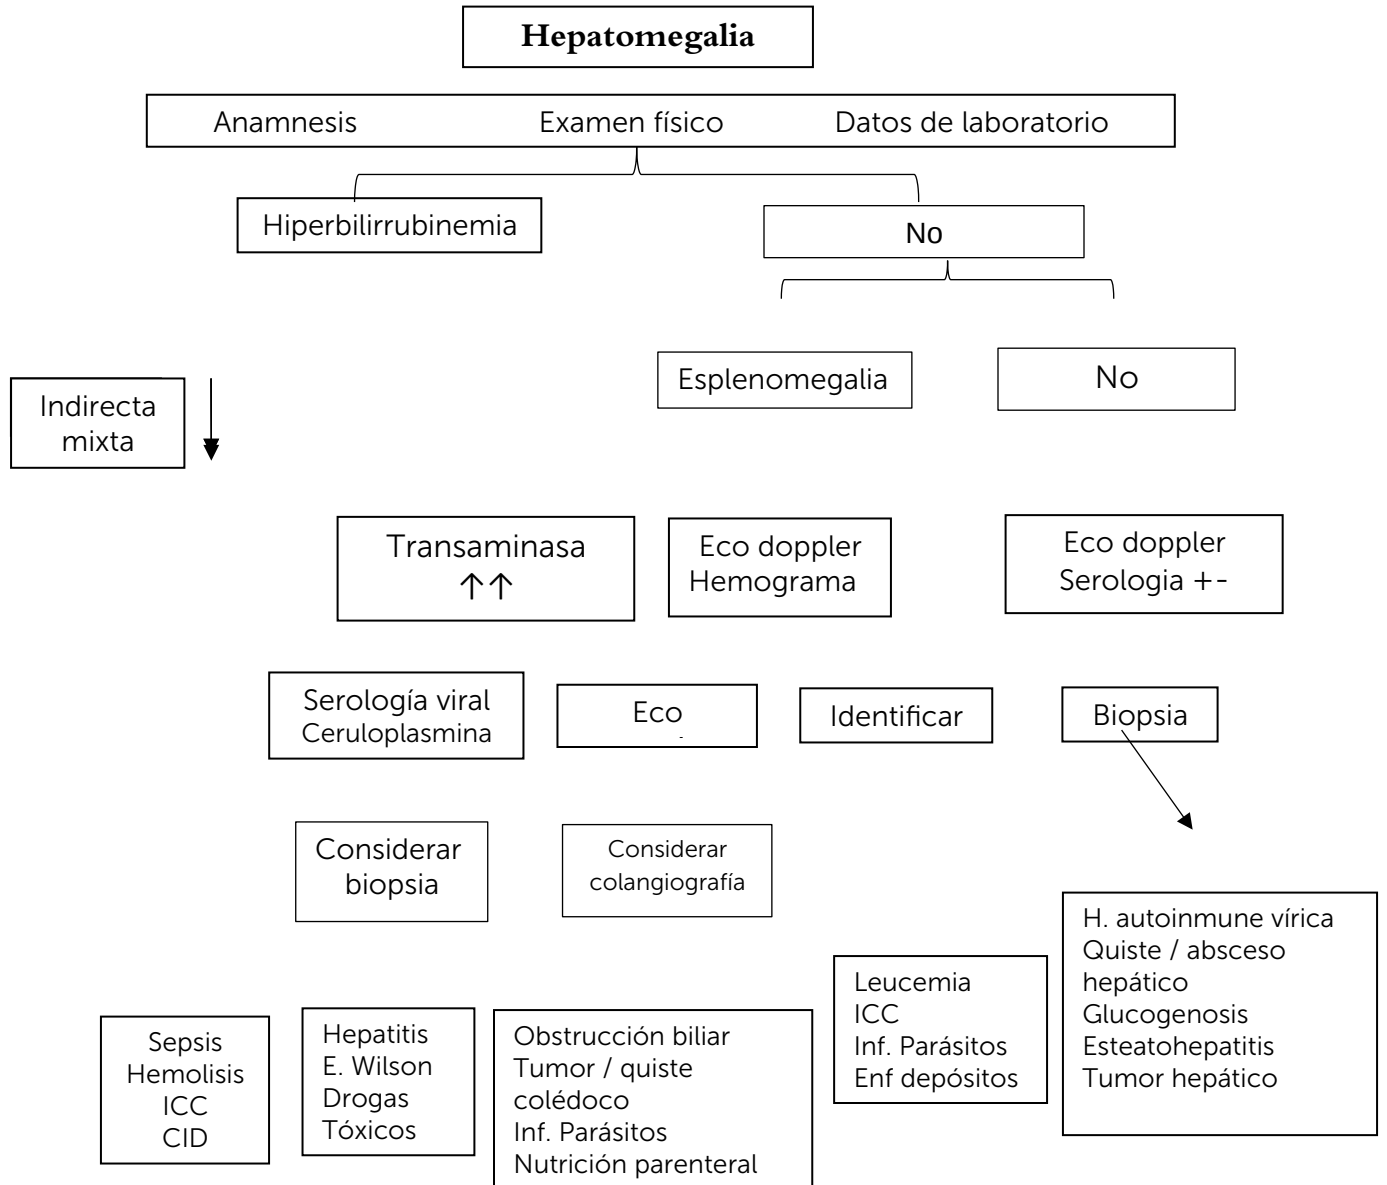 Hepatomegalia
Anamnesis Examen físico Datos de laboratorio
Hiperbilirrubinemia
No
Esplenomegalia
No
Indirecta
mixta
Transaminasa
↑↑
Eco doppler
Hemograma
Eco doppler
Serologia +-
Serología viral
Ceruloplasmina
Eco
Identificar
Biopsia
Considerar
biopsia
Considerar
colangiografía
H. autoinmune vírica
Quiste / absceso
hepático
Glucogenosis
Esteatohepatitis
Tumor hepático
Leucemia
ICC
Inf. Parásitos
Enf depósitos
Sepsis
Hemolisis
ICC
CID
Hepatitis
E. Wilson
Drogas
Tóxicos
Obstrucción biliar
Tumor / quiste
colédoco
Inf. Parásitos
Nutrición parenteral